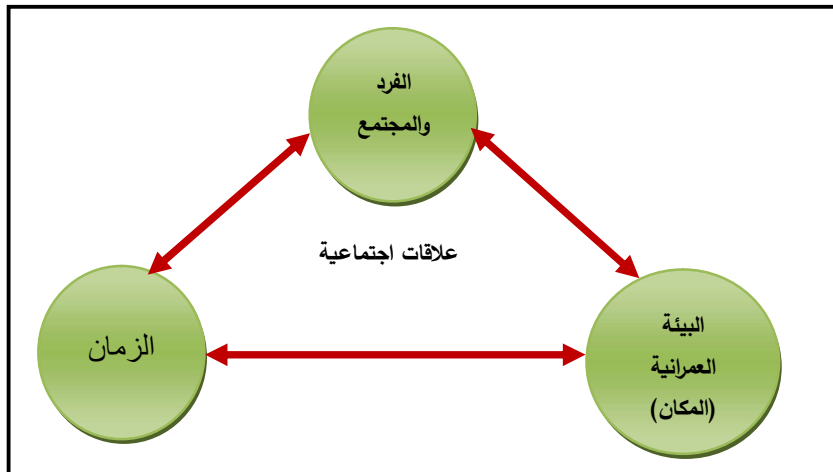 الفرد
والمجتمع
علاقات اجتماعية
البيئة
العمرانية
(المكان)
الزمان